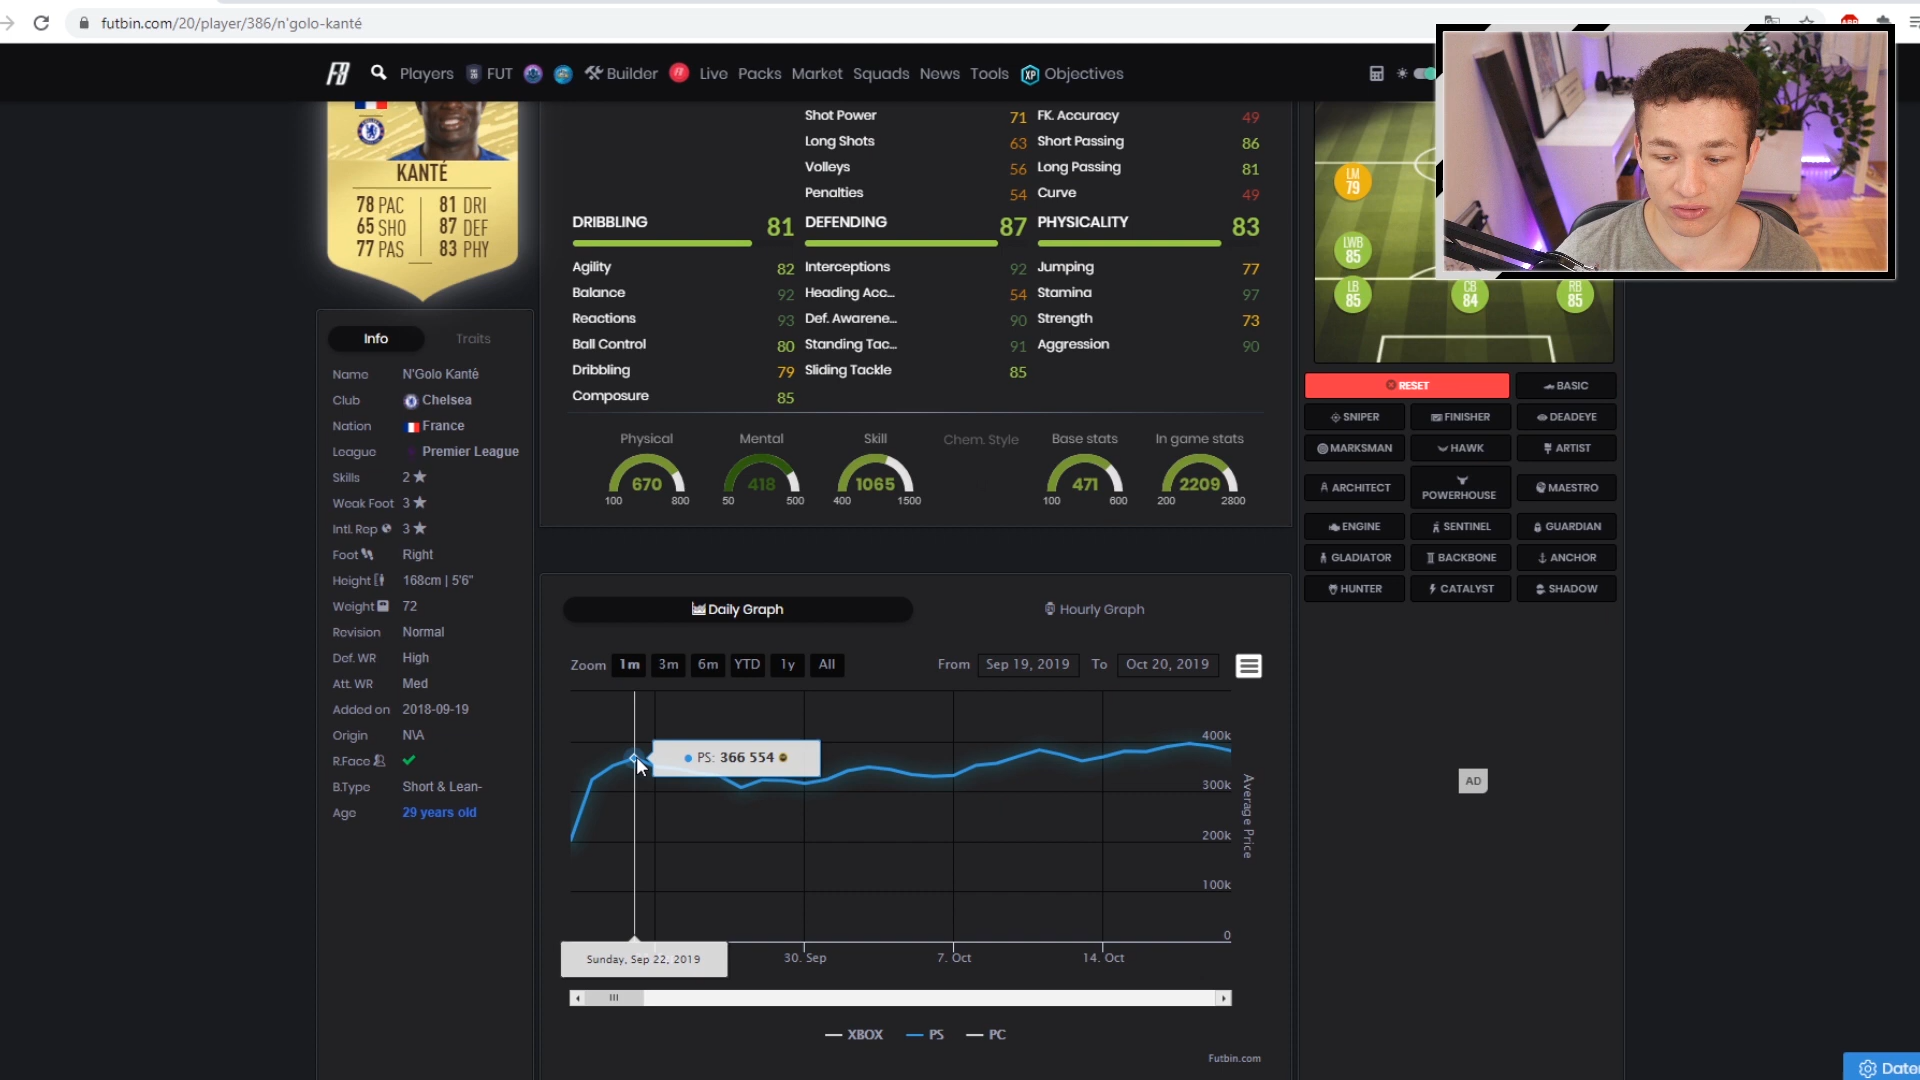 futbin.com/20/player/386/n'golo-kanté
Players FUT Builder Live Packs Market Squads News Tools XP Objectives
KANTÉ
78 PAC 81 DRI
65 SHO 87 DEF
77 PAS 83 PHY
Info Traits
Name N'Golo Kanté
Club Chelsea
Nation France
League Premier League
Skills 2
Weak Foot 3
Intl. Rep 3
Foot Right
Height 168cm | 5'6"
Weight 72
Revision Normal
Def. WR High
Att. WR Med
Added on 2018-09-19
Origin N\A
R.Face
B.Type Short & Lean-
Age 29 years old
Shot Power 71 FK. Accuracy 49
Long Shots 63 Short Passing 86
Volleys 56 Long Passing 81
Penalties 54 Curve 49
DRIBBLING 81 DEFENDING 87 PHYSICALITY 83
Agility 82 Interceptions 92 Jumping 77
Balance 92 Heading Acc... 54 Stamina 97
Reactions 93 Def. Awarene... 90 Strength 73
Ball Control 80 Standing Tac... 91 Aggression 90
Dribbling 79 Sliding Tackle 85
Composure 85
Physical Mental Skill Chem. Style Base stats In game stats
670 418 1065 471 2209
100 800 50 500 400 1500 100 600 200 2800
Daily Graph Hourly Graph
Zoom 1m 3m 6m YTD 1y All From Sep 19, 2019 To Oct 20, 2019
PS: 366 554
400k
300k
200k
100k
0
Average Price
Sunday, Sep 22, 2019 30. Sep 7. Oct 14. Oct
XBOX PS PC
Futbin.com
LM
79
LWB
85
LB
85
CB
84
RB
85
RESET BASIC
SNIPER FINISHER DEADEYE
MARKSMAN HAWK ARTIST
ARCHITECT POWERHOUSE MAESTRO
ENGINE SENTINEL GUARDIAN
GLADIATOR BACKBONE ANCHOR
HUNTER CATALYST SHADOW
AD